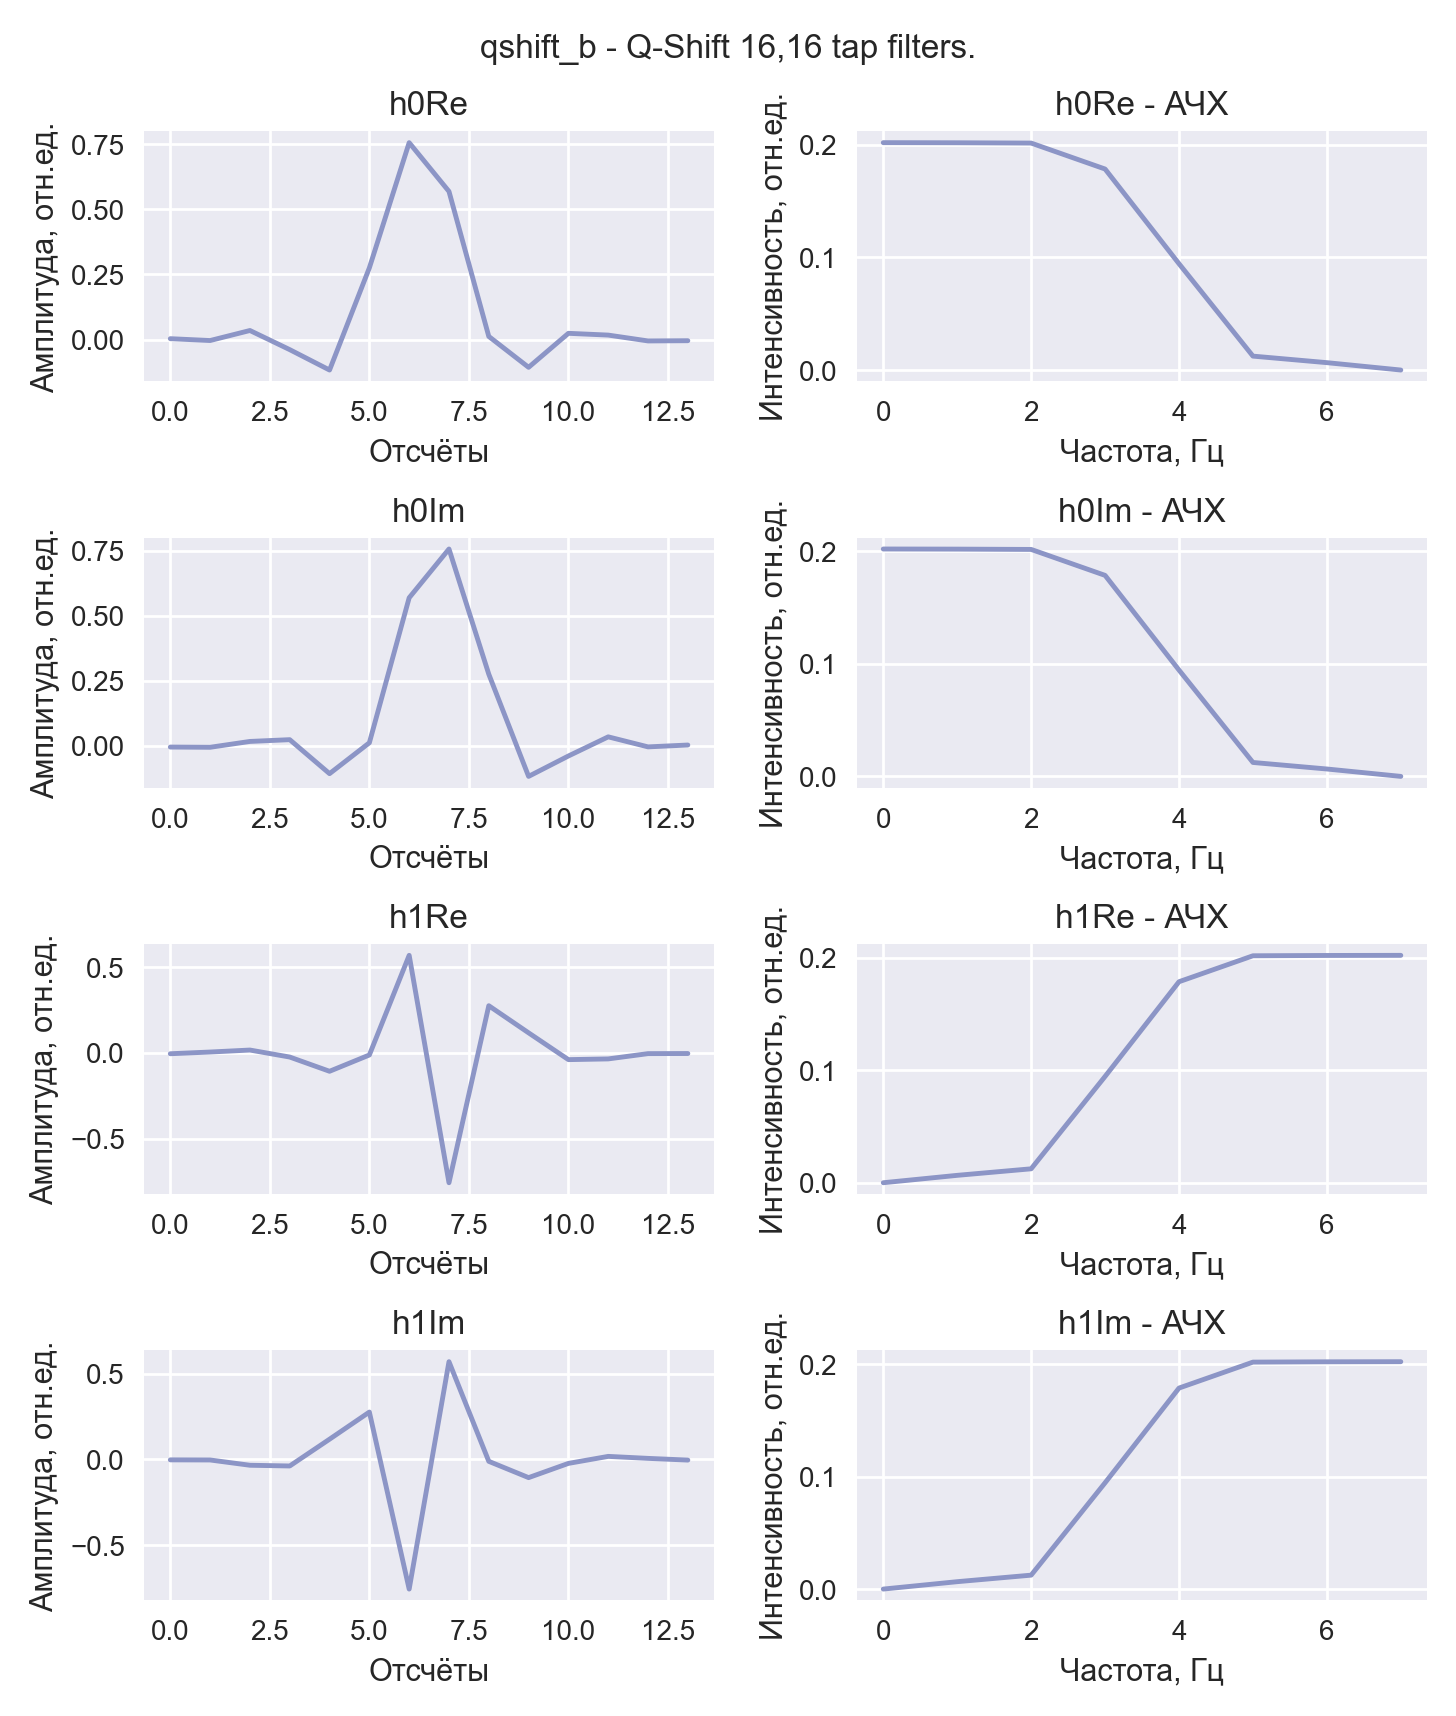 qshift_b - Q-Shift 16,16 tap filters.
h0Re
Амплитуда, отн.ед.
0.75
0.50
0.25
0.00
0.0 2.5 5.0 7.5 10.0 12.5
Отсчёты
h0Re - АЧХ
Интенсивность, отн.ед.
0.2
0.1
0.0
0 2 4 6
Частота, Гц
h0Im
Амплитуда, отн.ед.
0.75
0.50
0.25
0.00
0.0 2.5 5.0 7.5 10.0 12.5
Отсчёты
h0Im - АЧХ
Интенсивность, отн.ед.
0.2
0.1
0.0
0 2 4 6
Частота, Гц
h1Re
Амплитуда, отн.ед.
0.5
0.0
−0.5
0.0 2.5 5.0 7.5 10.0 12.5
Отсчёты
h1Re - АЧХ
Интенсивность, отн.ед.
0.2
0.1
0.0
0 2 4 6
Частота, Гц
h1Im
Амплитуда, отн.ед.
0.5
0.0
−0.5
0.0 2.5 5.0 7.5 10.0 12.5
Отсчёты
h1Im - АЧХ
Интенсивность, отн.ед.
0.2
0.1
0.0
0 2 4 6
Частота, Гц